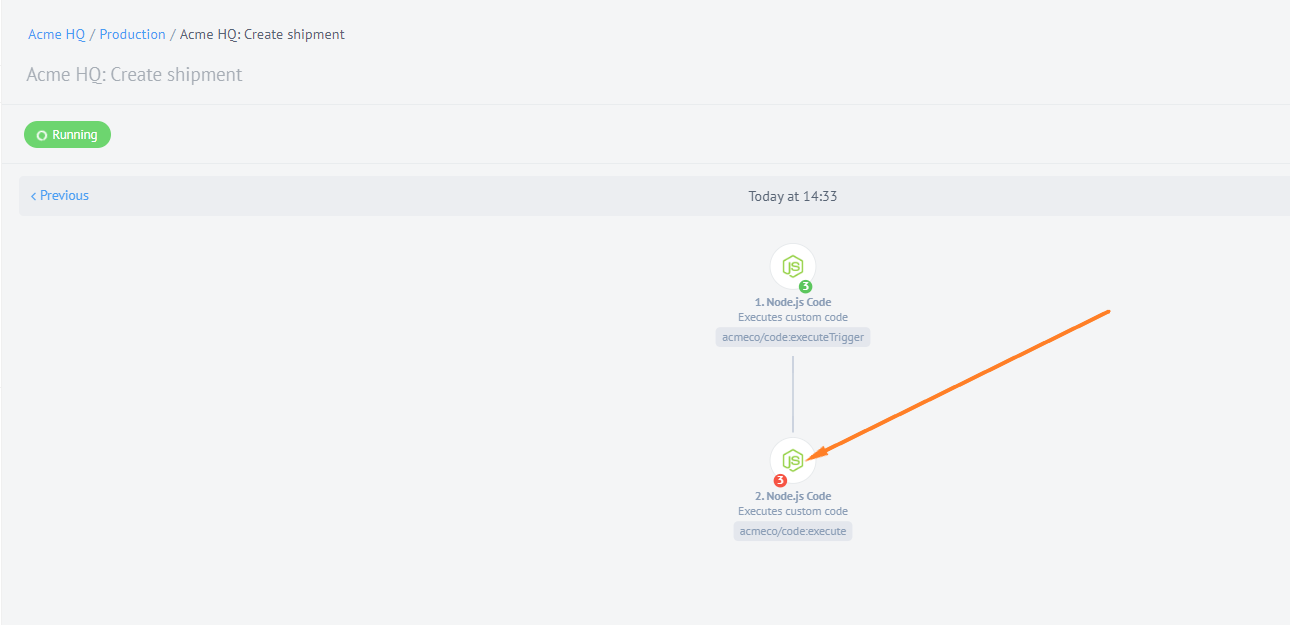 Acme HQ / Production / Acme HQ: Create shipment
Acme HQ: Create shipment
Running
‹ Previous
Today at 14:33
JS
3
1. Node.js Code
Executes custom code
acmeco/code:executeTrigger
JS
3
2. Node.js Code
Executes custom code
acmeco/code:execute